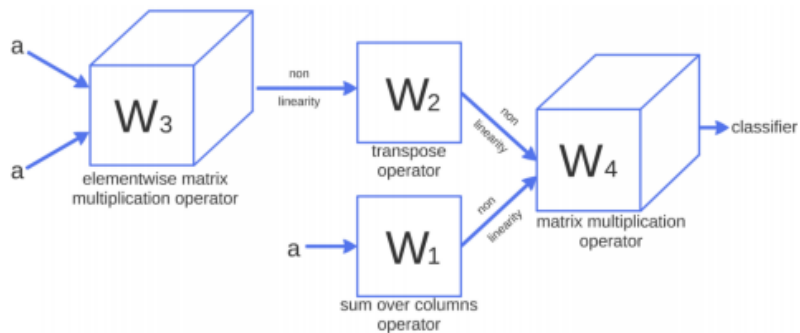 a
a
W3
elementwise matrix
multiplication operator
non
linearity
W2
transpose
operator
non
linearity
a
W1
sum over columns
operator
non
linearity
W4
matrix multiplication
operator
classifier